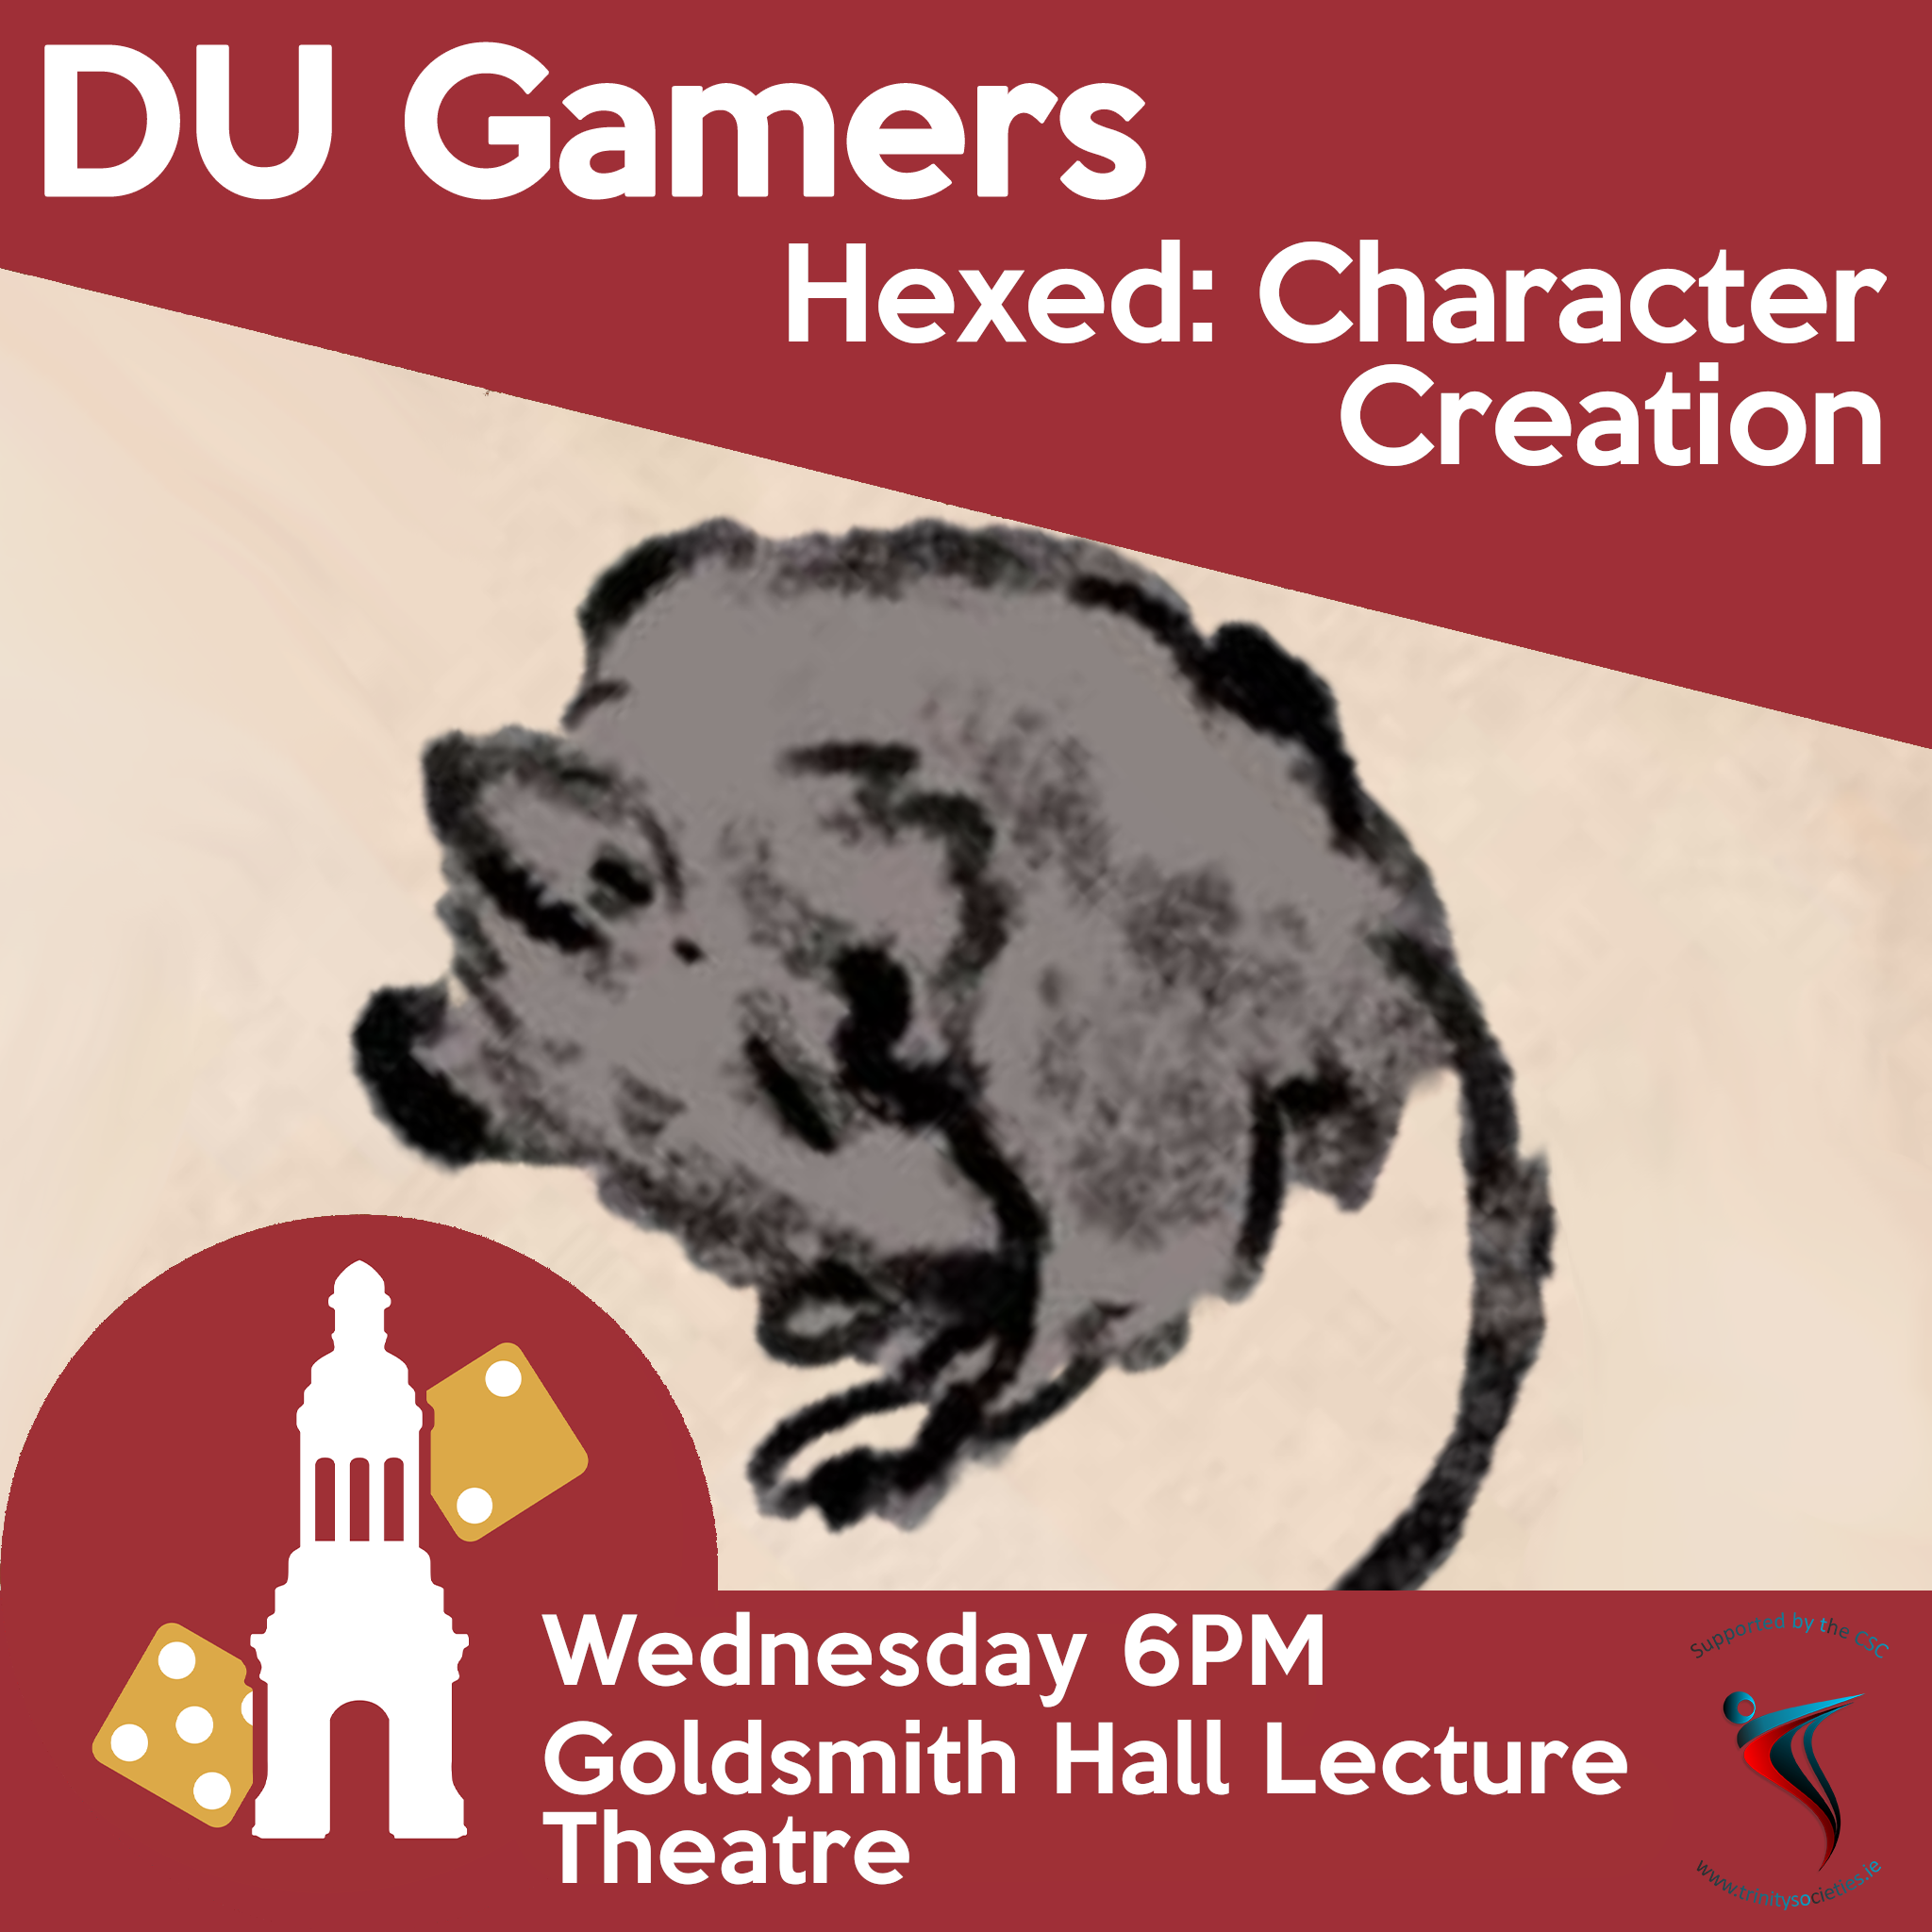 DU Gamers
Hexed: Character
Creation
Wednesday 6PM
Goldsmith Hall Lecture
Theatre
Supported by the CSC
www.trinitysocieties.ie